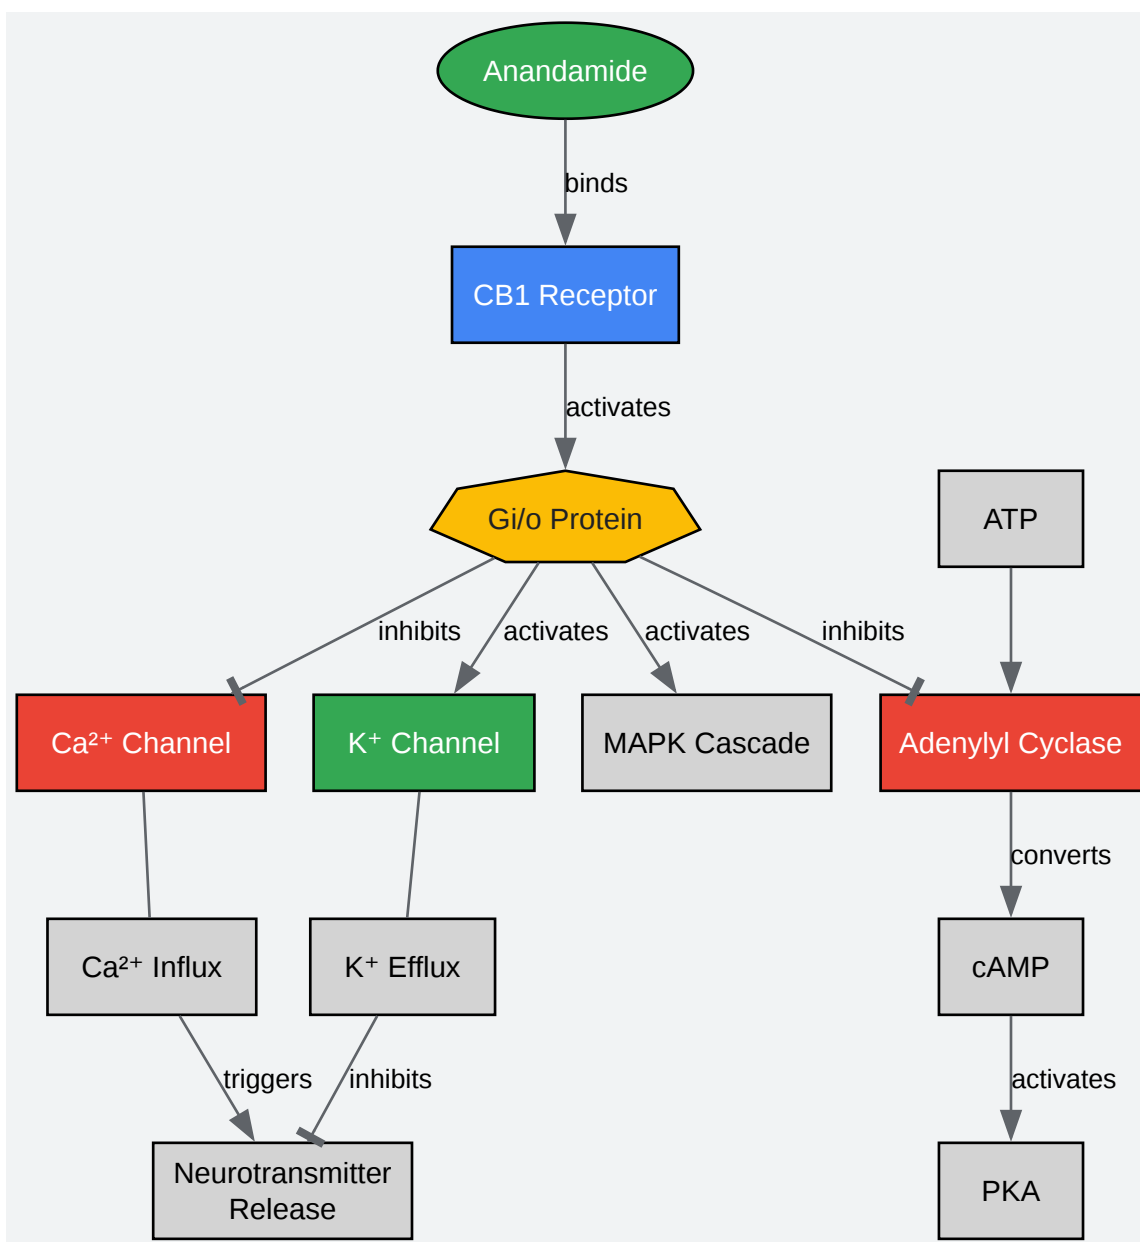 Anandamide
binds
CB1 Receptor
activates
Gi/o Protein
ATP
inhibits
activates
activates
inhibits
Ca²⁺ Channel
K⁺ Channel
MAPK Cascade
Adenylyl Cyclase
converts
Ca²⁺ Influx
K⁺ Efflux
cAMP
triggers
inhibits
activates
Neurotransmitter
Release
PKA